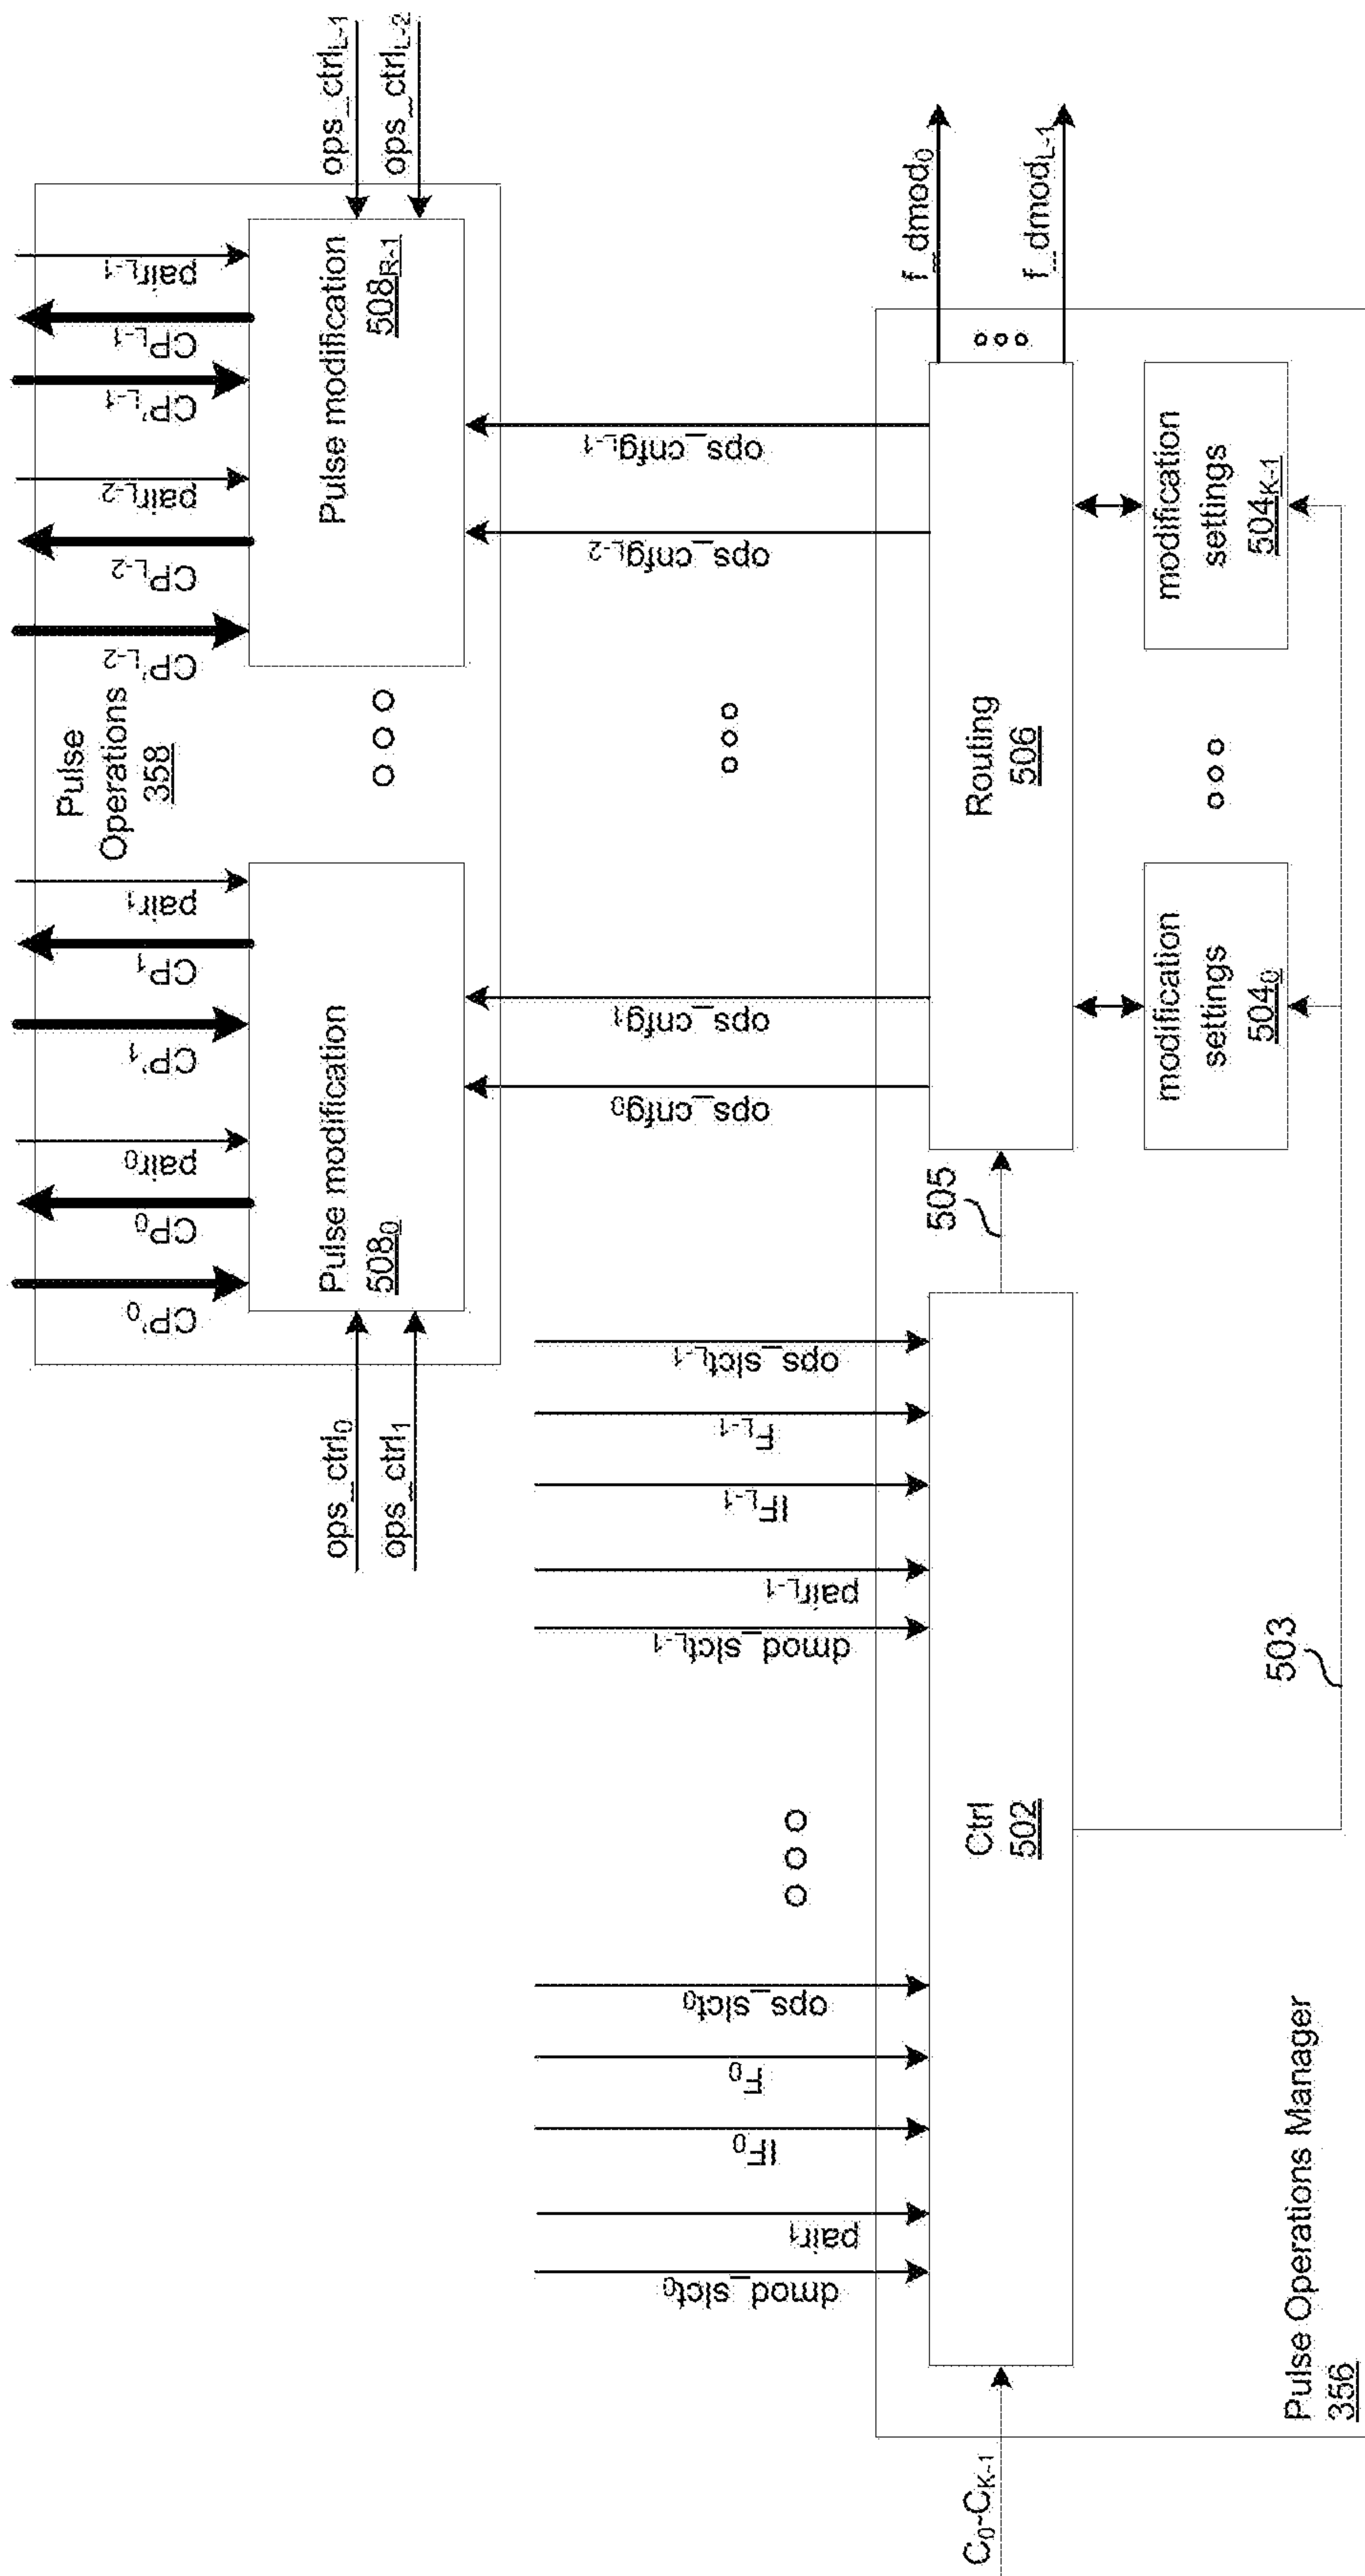 Pulse
Operations
358
CP'0
CP0
pair0
CP'1
CP1
pair1
CP'L-2
CPL-2
pairL-2
CP'L-1
CPL-1
pairL-1
ops_ctrl0
ops_ctrl1
Pulse modification
5080
Pulse modification
508R-1
ops_ctrlL-1
ops_ctrlL-2
ops_cnfg0
ops_cnfg1
ops_cnfgL-2
ops_cnfgL-1
dmod_slct0
pair1
IF0
F0
ops_slct0
dmod_slctL-1
pairL-1
IFL-1
FL-1
ops_slctL-1
C0~CK-1
Ctrl
502
505
Routing
506
f_dmod0
f_dmodL-1
modification
settings
5040
modification
settings
504K-1
503
Pulse Operations Manager
356